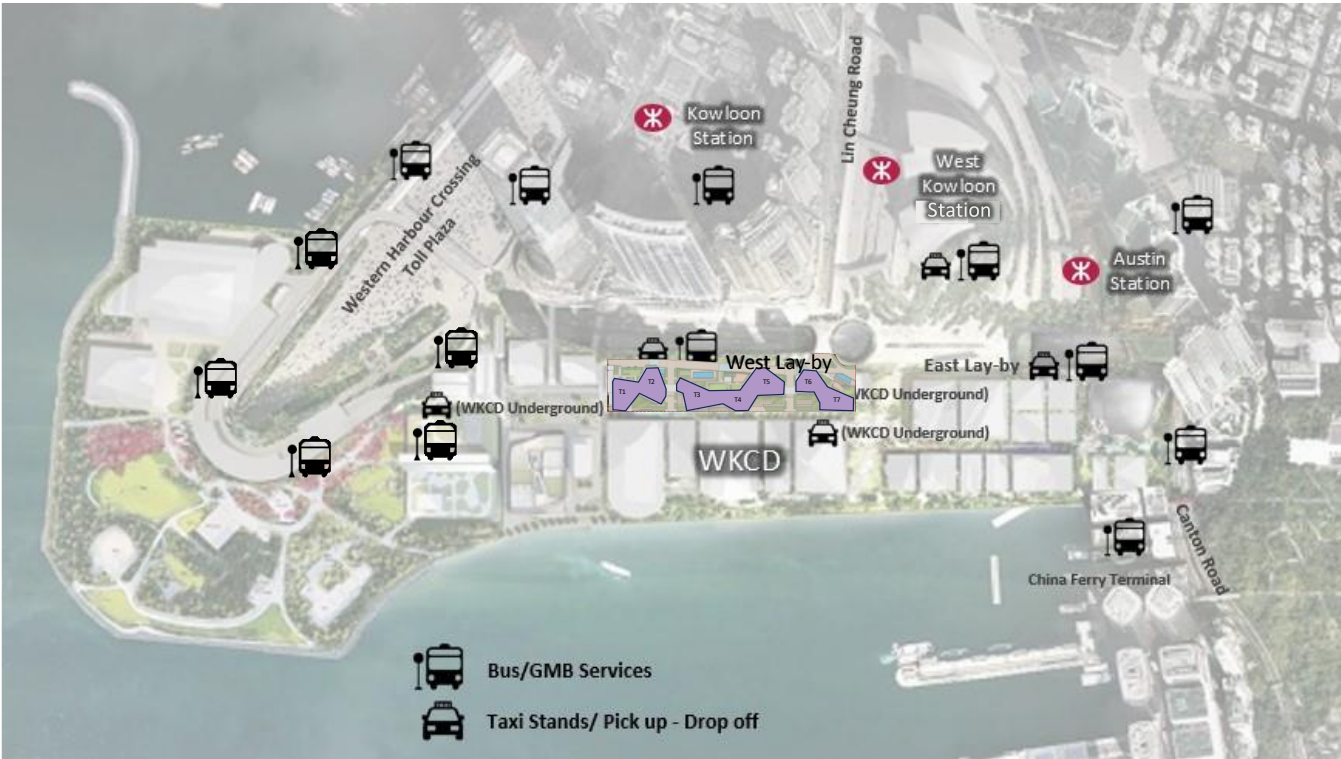 Kowloon
Station
Lin Cheung Road
West
Kowloon
Station
Western Harbour Crossing
Toll Plaza
Austin
Station
West Lay-by
East Lay-by
T1
T2
T3
T4
T5
T6
T7
(WKCD Underground)
WKCD Underground)
(WKCD Underground)
WKCD
Canton Road
China Ferry Terminal
Bus/GMB Services
Taxi Stands/ Pick up - Drop off